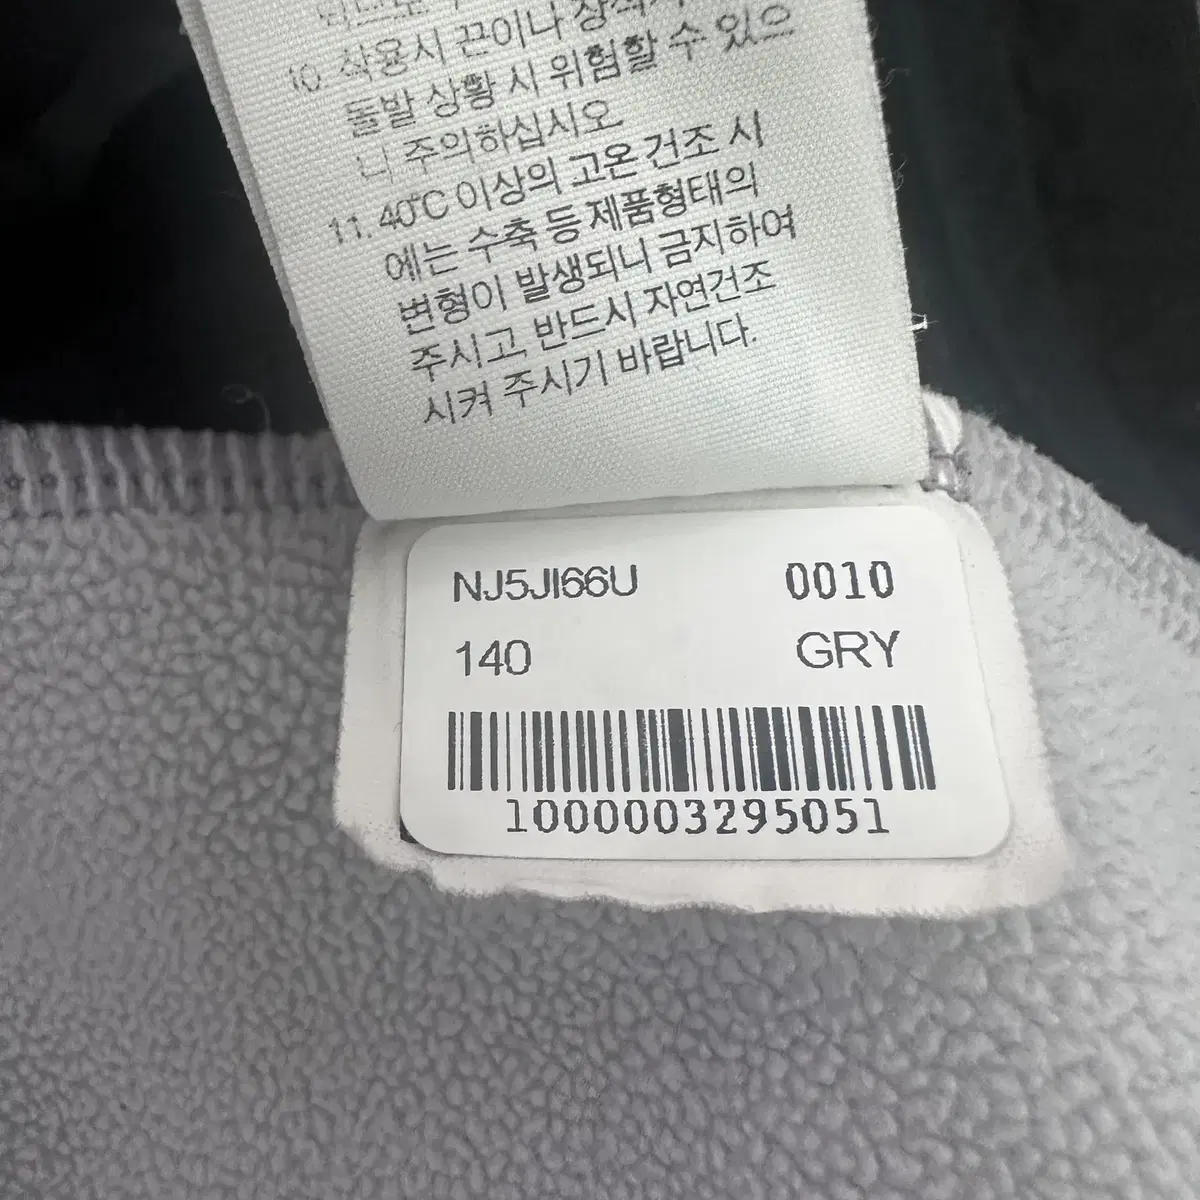 10. 착용시 끈이나 장식
돌발 상황 시 위험할 수 있으
니 주의하십시오.
11. 40℃ 이상의 고온 건조 시
에는 수축 등 제품형태의
변형이 발생되니 금지하여
주시고, 반드시 자연건조
시켜 주시기 바랍니다.
NJ5JI66U 0010
140 GRY
1000003295051